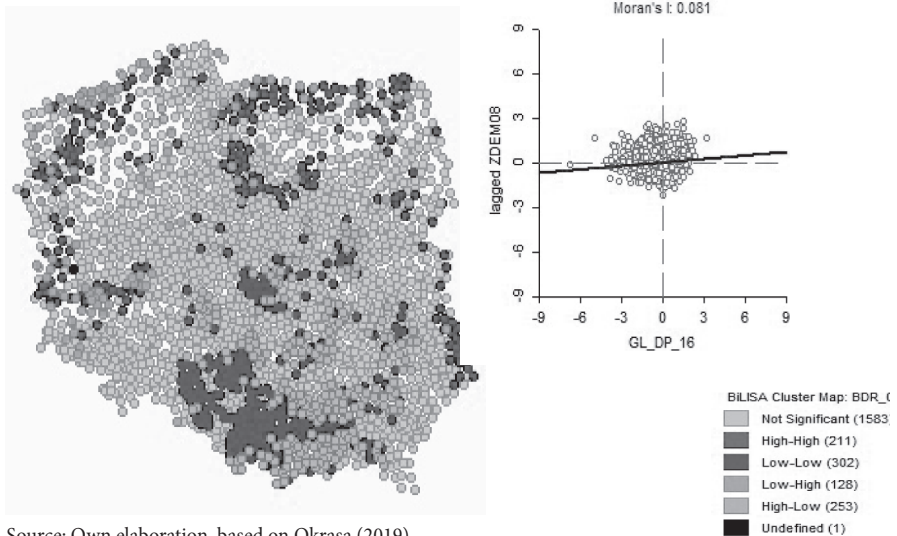 Moran's I: 0.081
9
6
3
0
-3
-6
-9
lagged ZDEM08
-9 -6 -3 0 3 6 9
GL_DP_16
BiLISA Cluster Map: BDR_
Not Significant (1583)
High-High (211)
Low-Low (302)
Low-High (128)
High-Low (253)
Undefined (1)
Source: Own elaboration, based on Okrasa (2019).